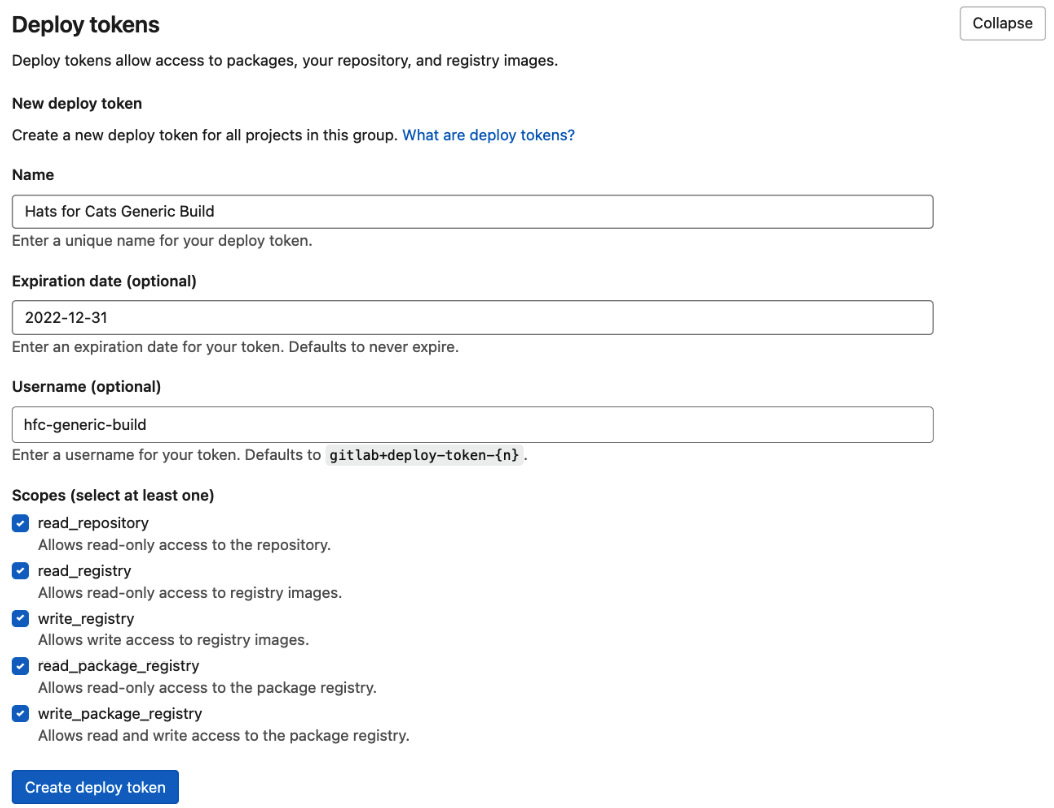 Deploy tokens
Collapse
Deploy tokens allow access to packages, your repository, and registry images.
New deploy token
Create a new deploy token for all projects in this group. What are deploy tokens?
Name
Hats for Cats Generic Build
Enter a unique name for your deploy token.
Expiration date (optional)
2022-12-31
Enter an expiration date for your token. Defaults to never expire.
Username (optional)
hfc-generic-build
Enter a username for your token. Defaults to gitlab+deploy-token-{n}.
Scopes (select at least one)
read_repository
Allows read-only access to the repository.
read_registry
Allows read-only access to registry images.
write_registry
Allows write access to registry images.
read_package_registry
Allows read-only access to the package registry.
write_package_registry
Allows read and write access to the package registry.
Create deploy token